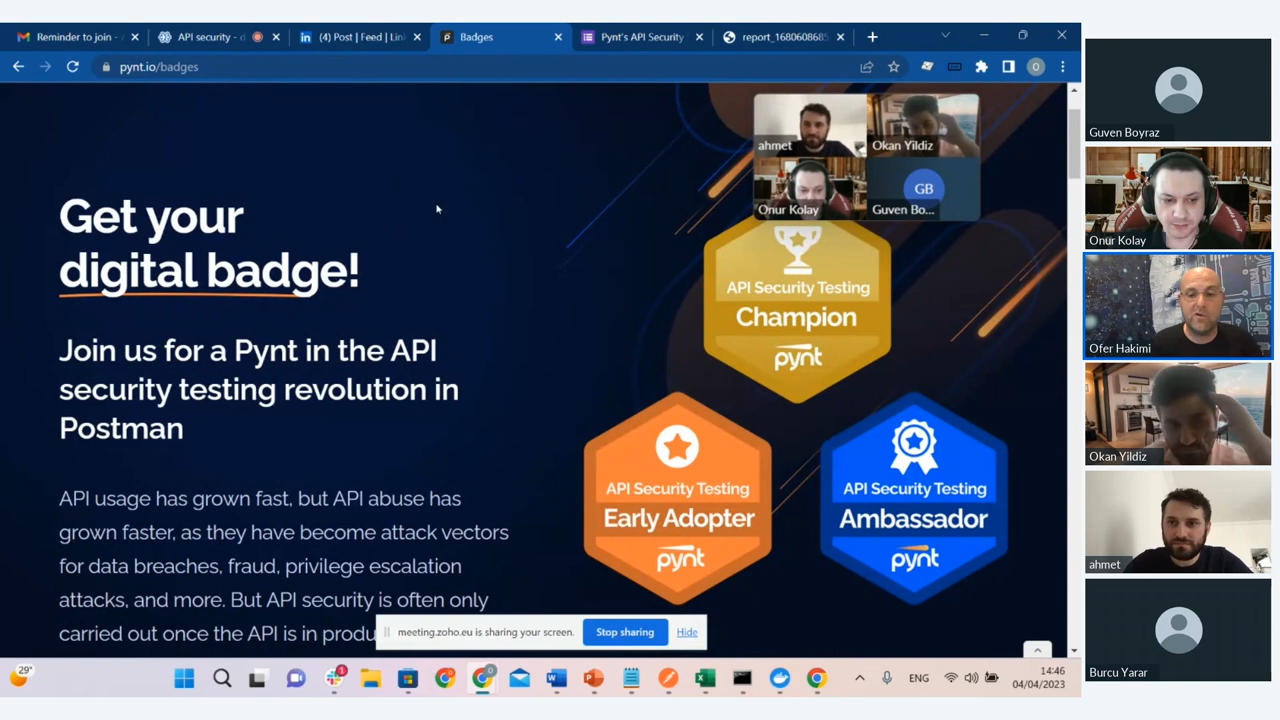 Reminder to join -
API security - d
(4) Post | Feed | Lin
Badges
Pynt's API Security
report_1680608685
pynt.io/badges
O
ahmet
Okan Yildiz
Onur Kolay
GB
Guven Bo...
Get your
digital badge!
Join us for a Pynt in the API
security testing revolution in
Postman
API usage has grown fast, but API abuse has
grown faster, as they have become attack vectors
for data breaches, fraud, privilege escalation
attacks, and more. But API security is often only
carried out once the API is in produ
API Security Testing
Champion
pynt
API Security Testing
Early Adopter
pynt
API Security Testing
Ambassador
pynt
meeting.zoho.eu is sharing your screen.
Stop sharing
Hide
29°
1
ENG
14:46
04/04/2023
Guven Boyraz
Onur Kolay
Ofer Hakimi
Okan Yildiz
ahmet
Burcu Yarar